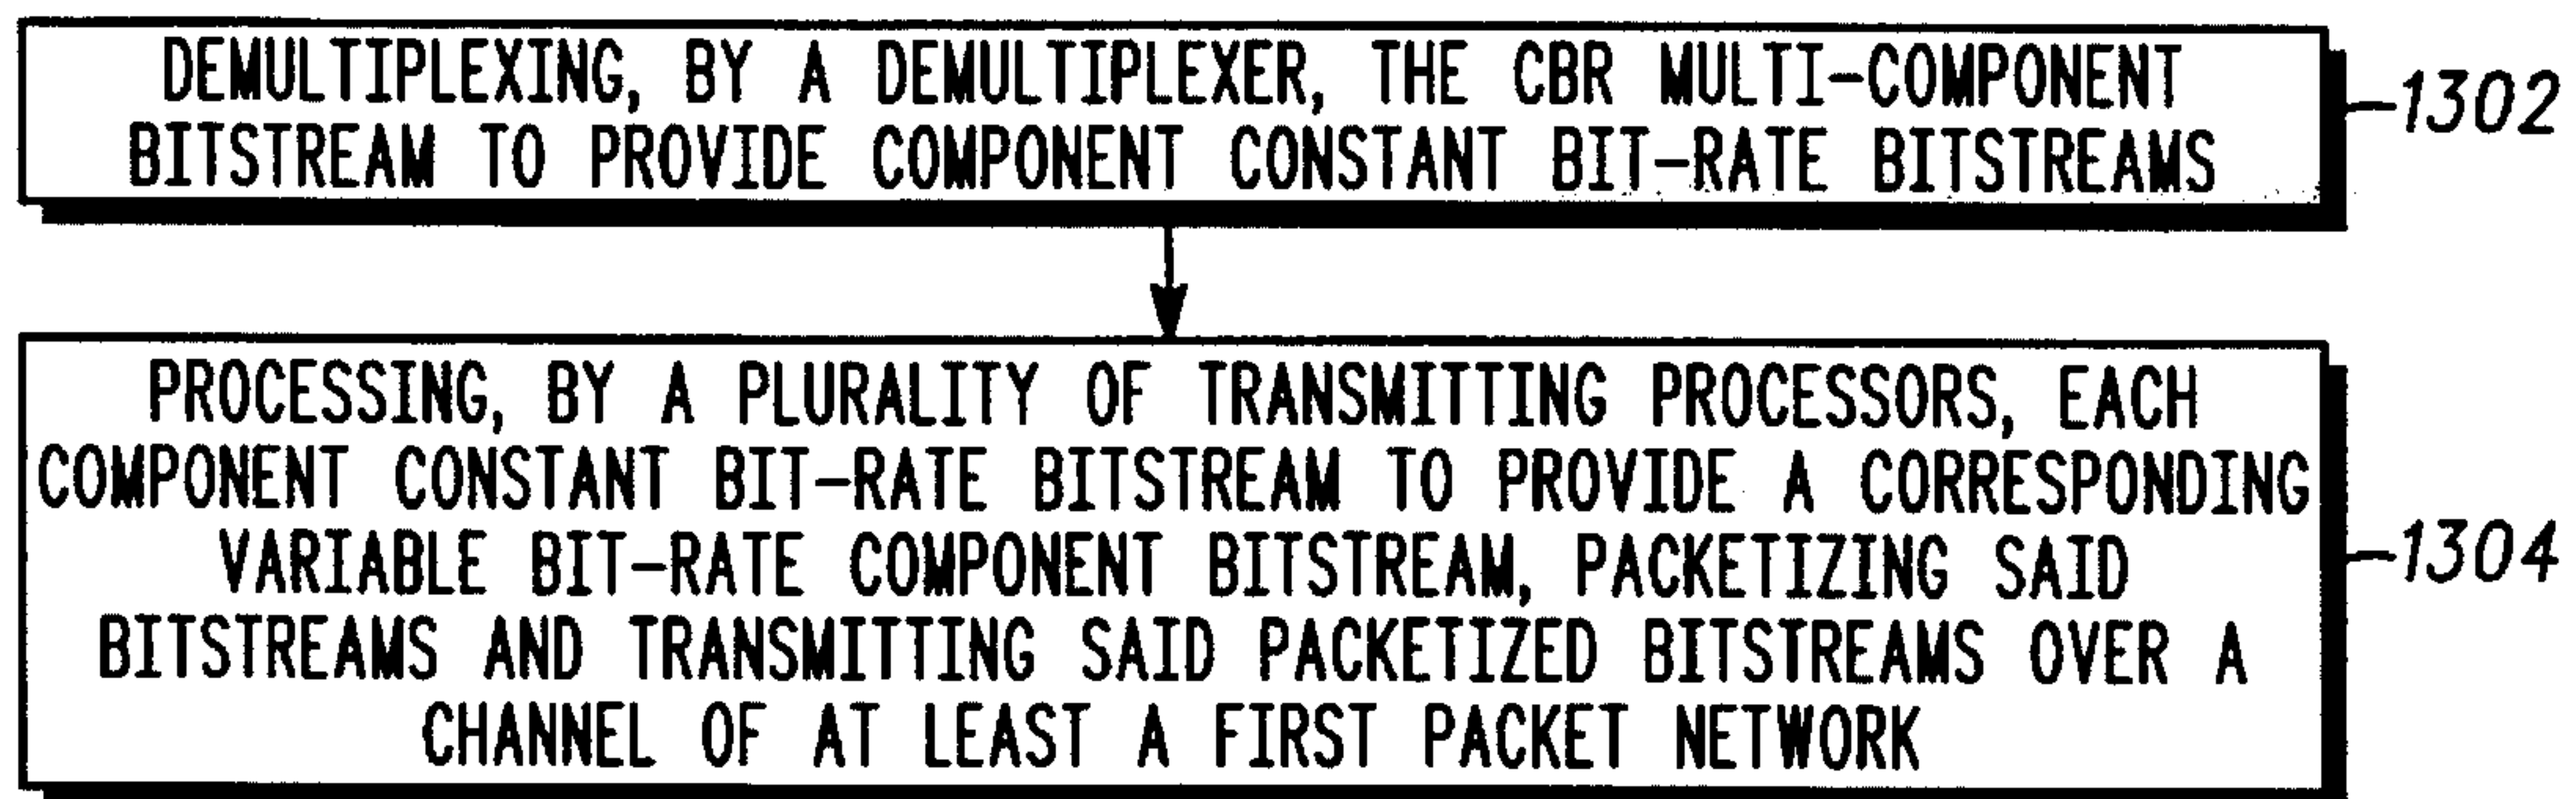 DEMULTIPLEXING, BY A DEMULTIPLEXER, THE CBR MULTI-COMPONENT
BITSTREAM TO PROVIDE COMPONENT CONSTANT BIT-RATE BITSTREAMS
1302
PROCESSING, BY A PLURALITY OF TRANSMITTING PROCESSORS, EACH
COMPONENT CONSTANT BIT-RATE BITSTREAM TO PROVIDE A CORRESPONDING
VARIABLE BIT-RATE COMPONENT BITSTREAM, PACKETIZING SAID
BITSTREAMS AND TRANSMITTING SAID PACKETIZED BITSTREAMS OVER A
CHANNEL OF AT LEAST A FIRST PACKET NETWORK
1304